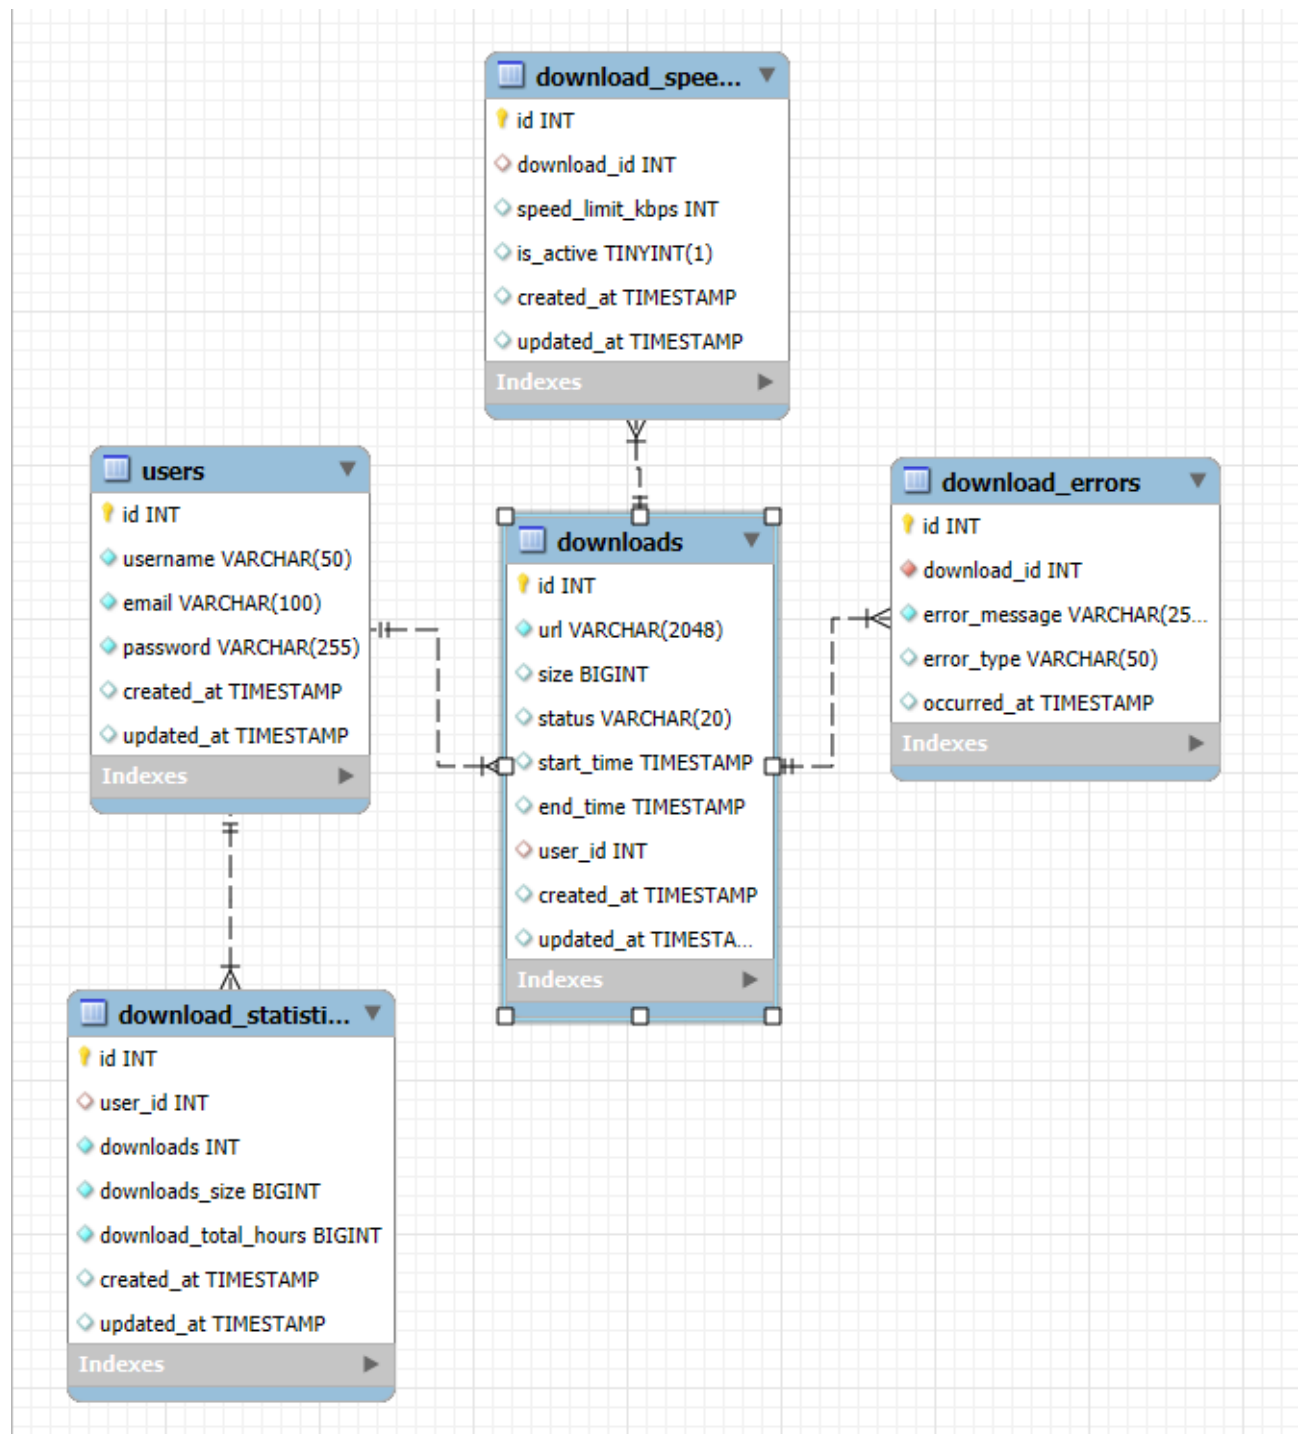 download_spee...
id INT
download_id INT
speed_limit_kbps INT
is_active TINYINT(1)
created_at TIMESTAMP
updated_at TIMESTAMP
Indexes
users
id INT
username VARCHAR(50)
email VARCHAR(100)
password VARCHAR(255)
created_at TIMESTAMP
updated_at TIMESTAMP
Indexes
downloads
id INT
url VARCHAR(2048)
size BIGINT
status VARCHAR(20)
start_time TIMESTAMP
end_time TIMESTAMP
user_id INT
created_at TIMESTAMP
updated_at TIMESTA...
Indexes
download_errors
id INT
download_id INT
error_message VARCHAR(25...
error_type VARCHAR(50)
occurred_at TIMESTAMP
Indexes
download_statisti...
id INT
user_id INT
downloads INT
downloads_size BIGINT
download_total_hours BIGINT
created_at TIMESTAMP
updated_at TIMESTAMP
Indexes